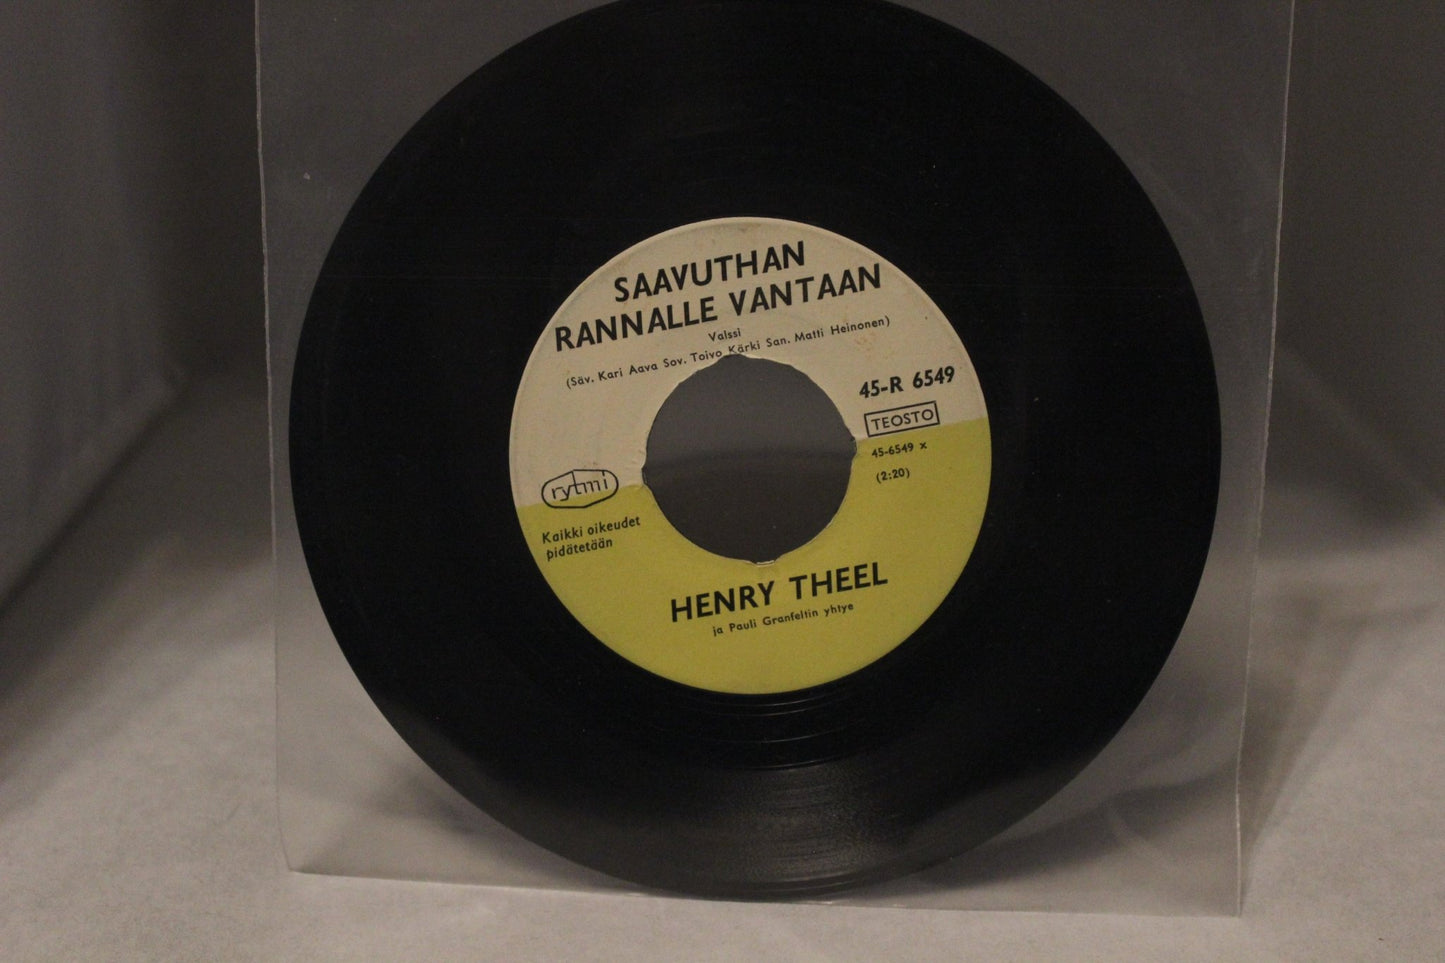 SAAVUTHAN
RANNALLE VANTAAN
Valssi
(Säv. Kari Aava Sov. Toivo Kärki San. Matti Heinonen)
45-R 6549
TEOSTO
45-6549 x
(2:20)
rytmi
Kaikki oikeudet
pidätetään
HENRY THEEL
ja Pauli Granfeltin yhtye